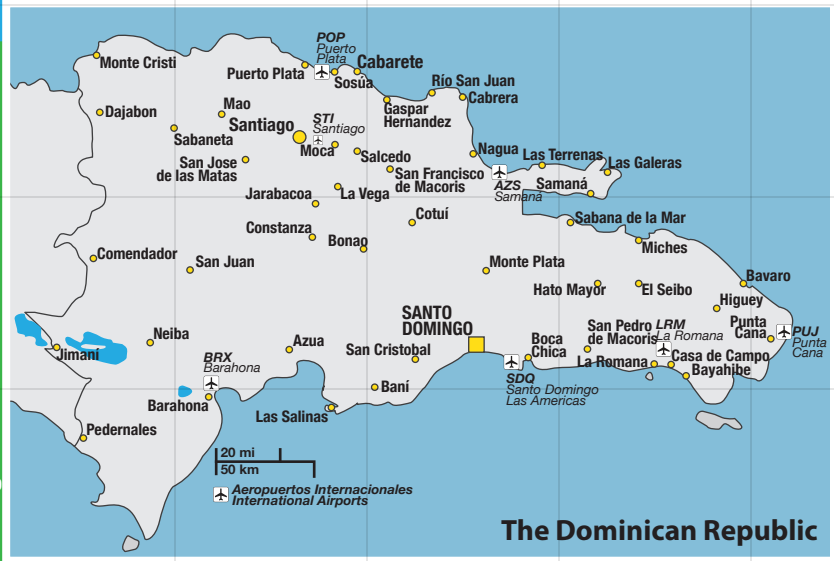 POP
Puerto
Plata
Monte Cristi
Puerto Plata
Sosúa
Cabarete
Río San Juan
Cabrera
Gaspar
Hernandez
Dajabon
Mao
Santiago
STI
Santiago
Sabaneta
Moca
Salcedo
San Jose
de las Matas
San Francisco
de Macoris
Nagua
Las Terrenas
Las Galeras
AZS
Samaná
Samaná
Jarabacoa
La Vega
Constanza
Cotuí
Bonao
Sabana de la Mar
Miches
Comendador
San Juan
Monte Plata
Hato Mayor
El Seibo
Bavaro
Higuey
SANTO
DOMINGO
Punta
Cana
PUJ
Punta
Cana
Neiba
Jimaní
Azua
San Cristobal
Boca
Chica
San Pedro
de Macoris
LRM
La Romana
La Romana
Casa de Campo
Bayahibe
BRX
Barahona
Barahona
Baní
SDQ
Santo Domingo
Las Americas
Las Salinas
Pedernales
20 mi
50 km
Aeropuertos Internacionales
International Airports
The Dominican Republic